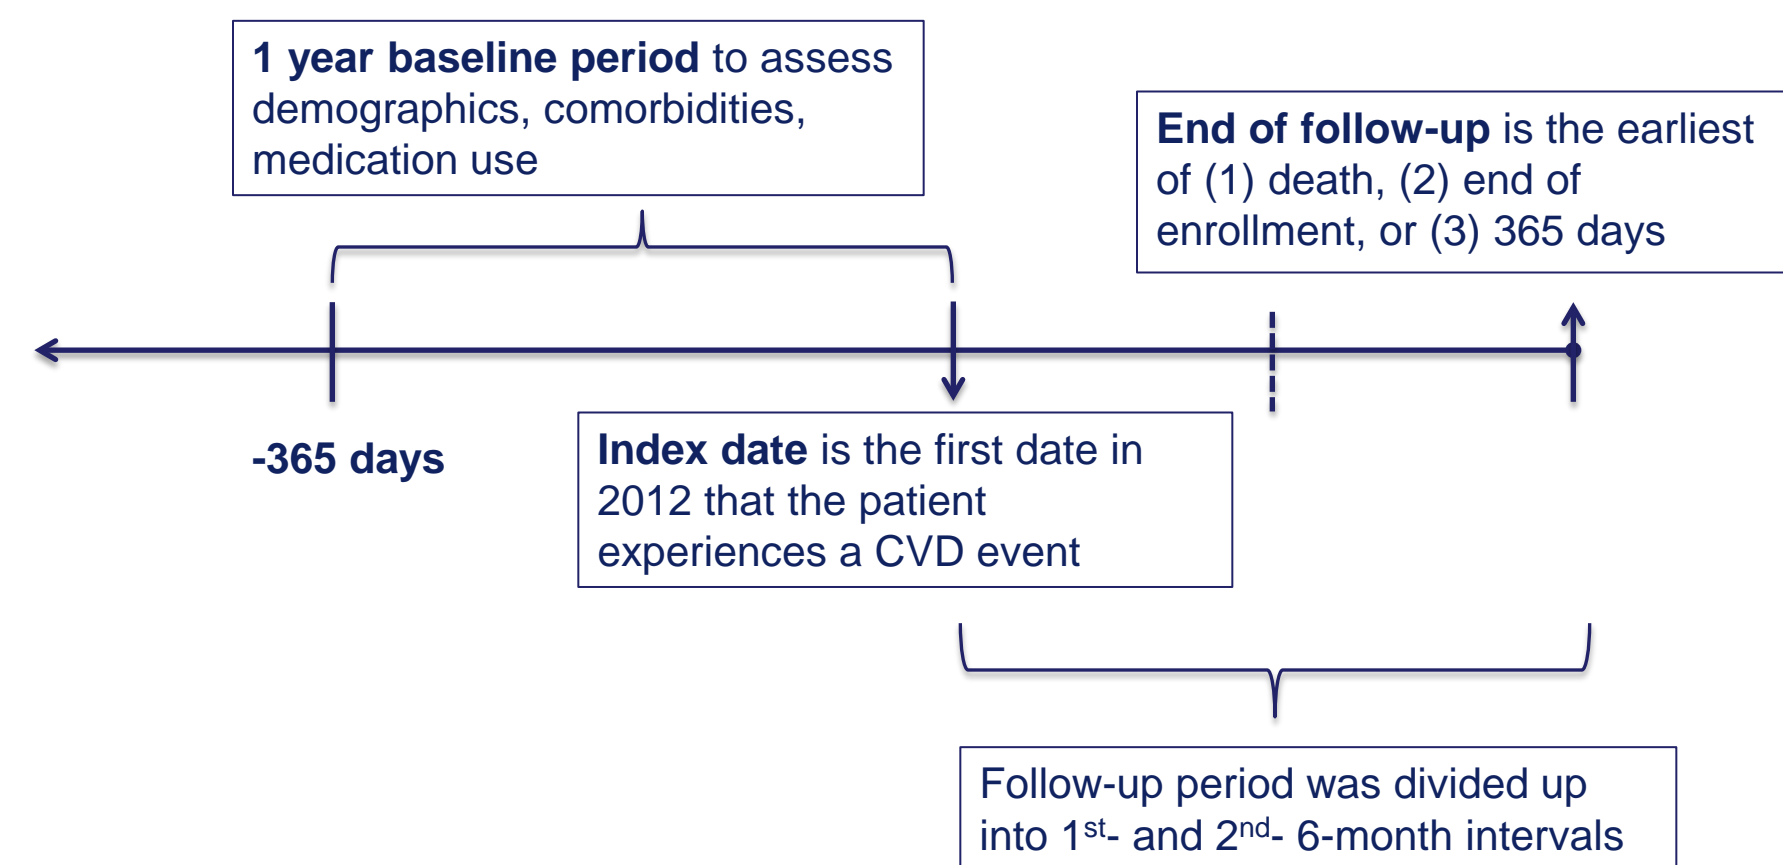 1 year baseline period to assess
demographics, comorbidities,
medication use
End of follow-up is the earliest
of (1) death, (2) end of
enrollment, or (3) 365 days
-365 days
Index date is the first date in
2012 that the patient
experiences a CVD event
Follow-up period was divided up
into 1st- and 2nd- 6-month intervals